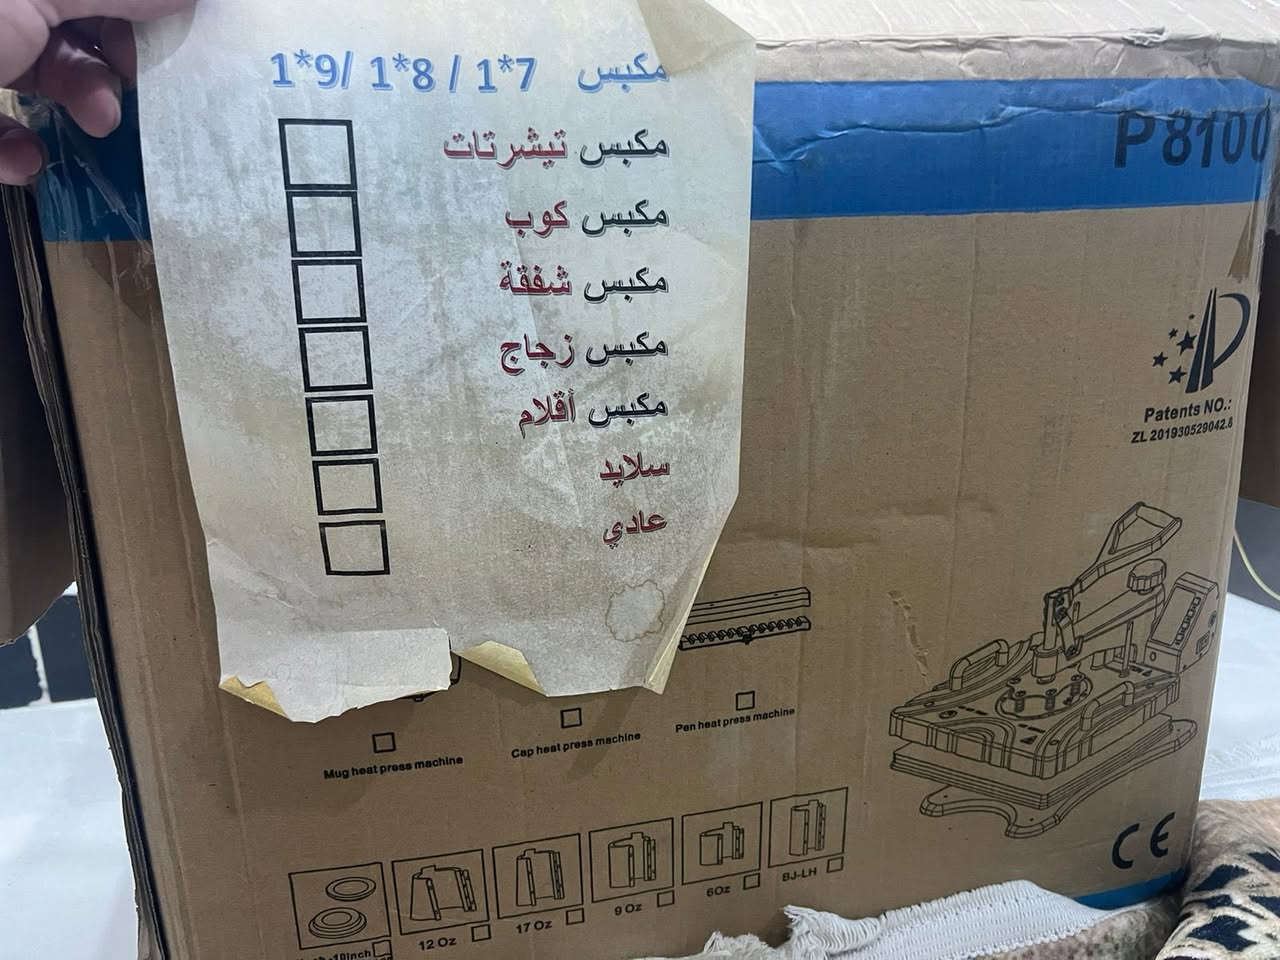 مكبس 7*1 / 8*1 /9*1
مكبس تيشرتات
مكبس كوب
مكبس شفقة
مكبس زجاج
مكبس أقلام
سلايد
عادي
P8100
Patents NO.:
ZL 201930529042.8
Mug heat press machine
Cap heat press machine
Pen heat press machine
10inch
12 Oz
17 Oz
9 Oz
6Oz
BJ-LH
CE